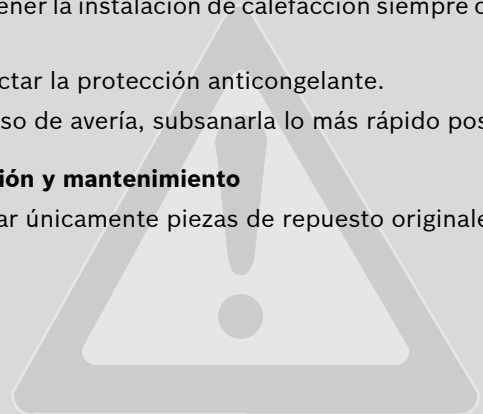 ener la instalación de calefacción siempre c
ctar la protección anticongelante.
so de avería, subsanarla lo más rápido pos
ión y mantenimiento
ar únicamente piezas de repuesto originale